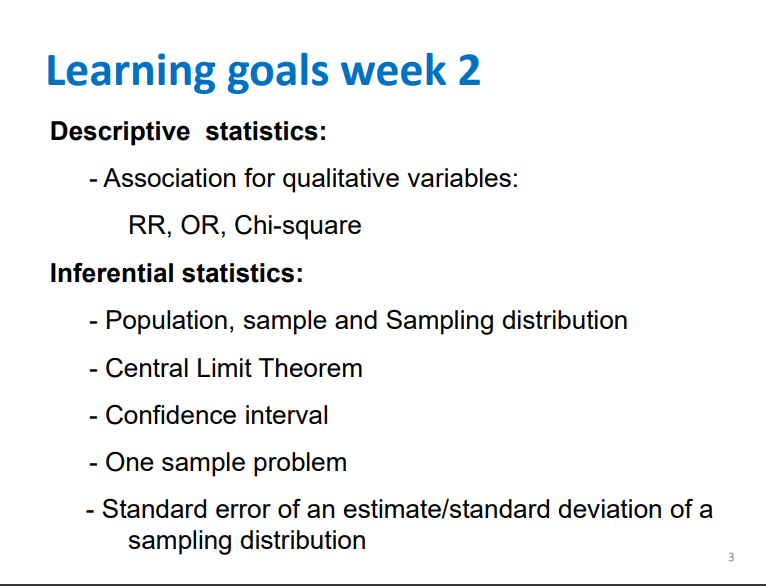 Learning goals week 2
Descriptive  statistics:
- Association for qualitative variables:
RR, OR, Chi-square
Inferential statistics:
- Population, sample and Sampling distribution
- Central Limit Theorem
- Confidence interval
- One sample problem
- Standard error of an estimate/standard deviation of a
sampling distribution
3